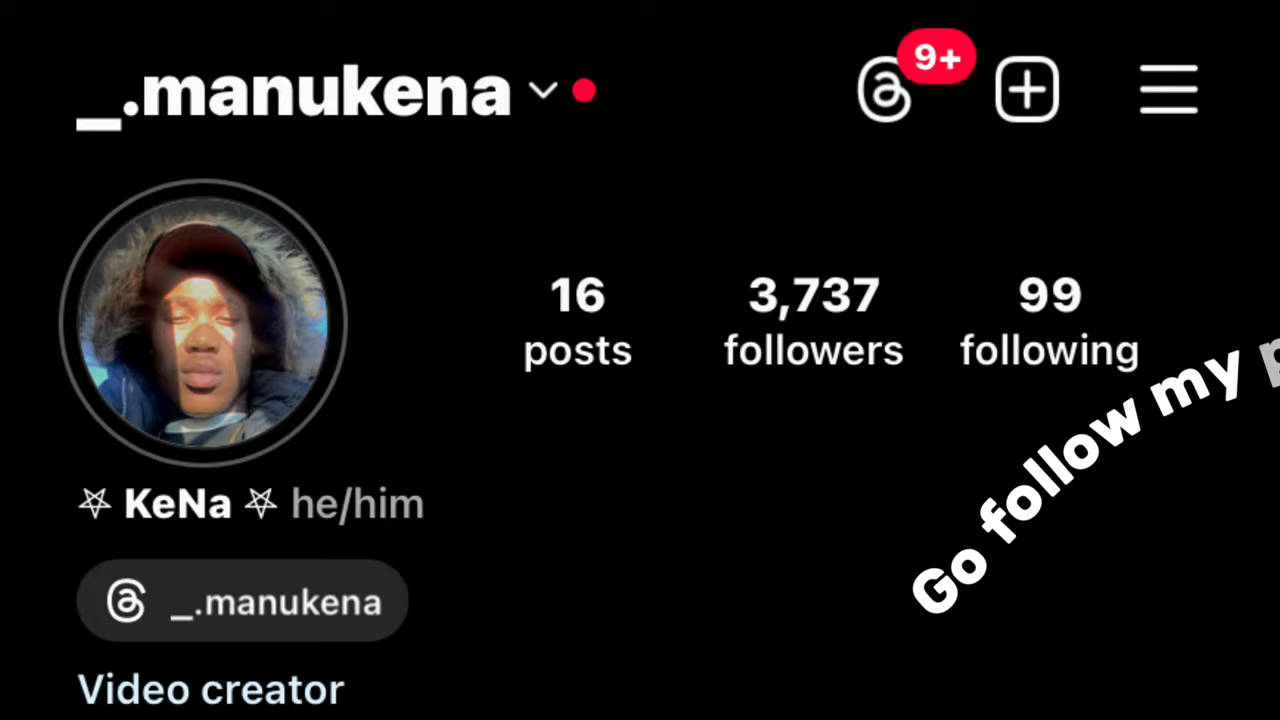 _.manukena
9+
16 3,737 99
posts followers following
Go follow my p
⛧ KeNa ⛧ he/him
_.manukena
Video creator